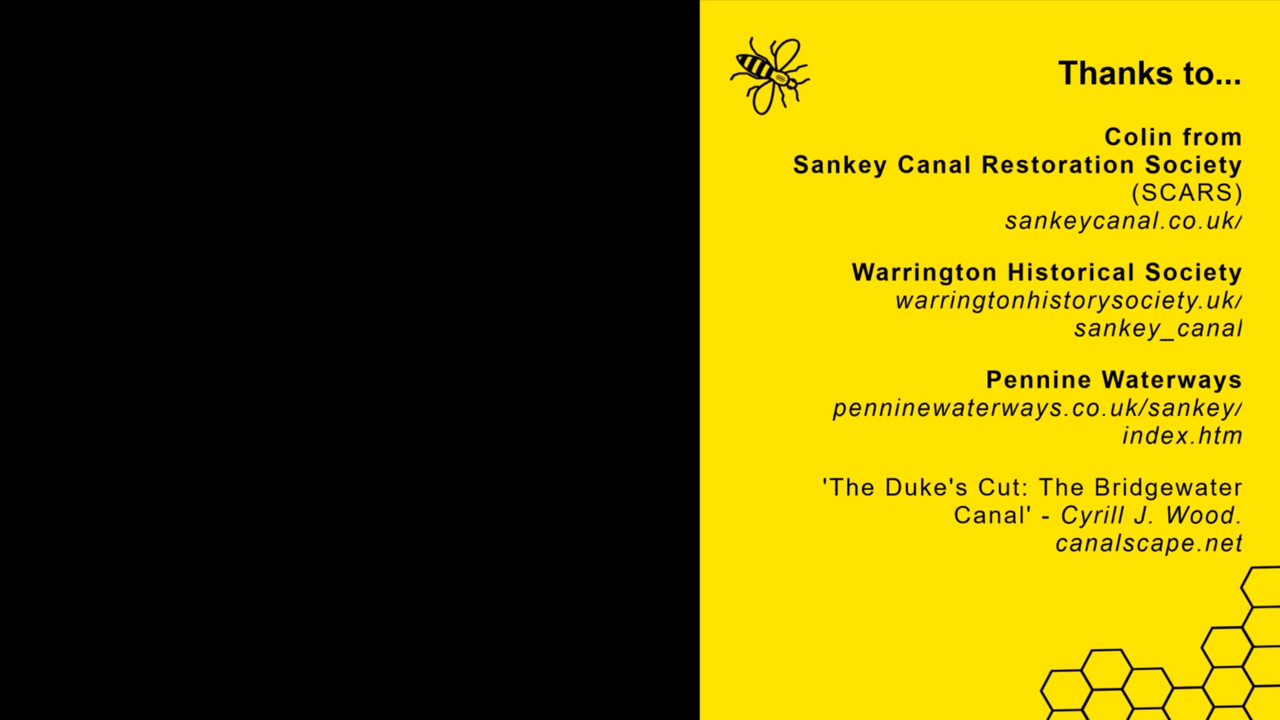 Thanks to...
Colin from
Sankey Canal Restoration Society
(SCARS)
sankeycanal.co.uk/
Warrington Historical Society
warringtonhistorysociety.uk/
sankey_canal
Pennine Waterways
penninewaterways.co.uk/sankey/
index.htm
'The Duke's Cut: The Bridgewater
Canal' - Cyrill J. Wood.
canalscape.net